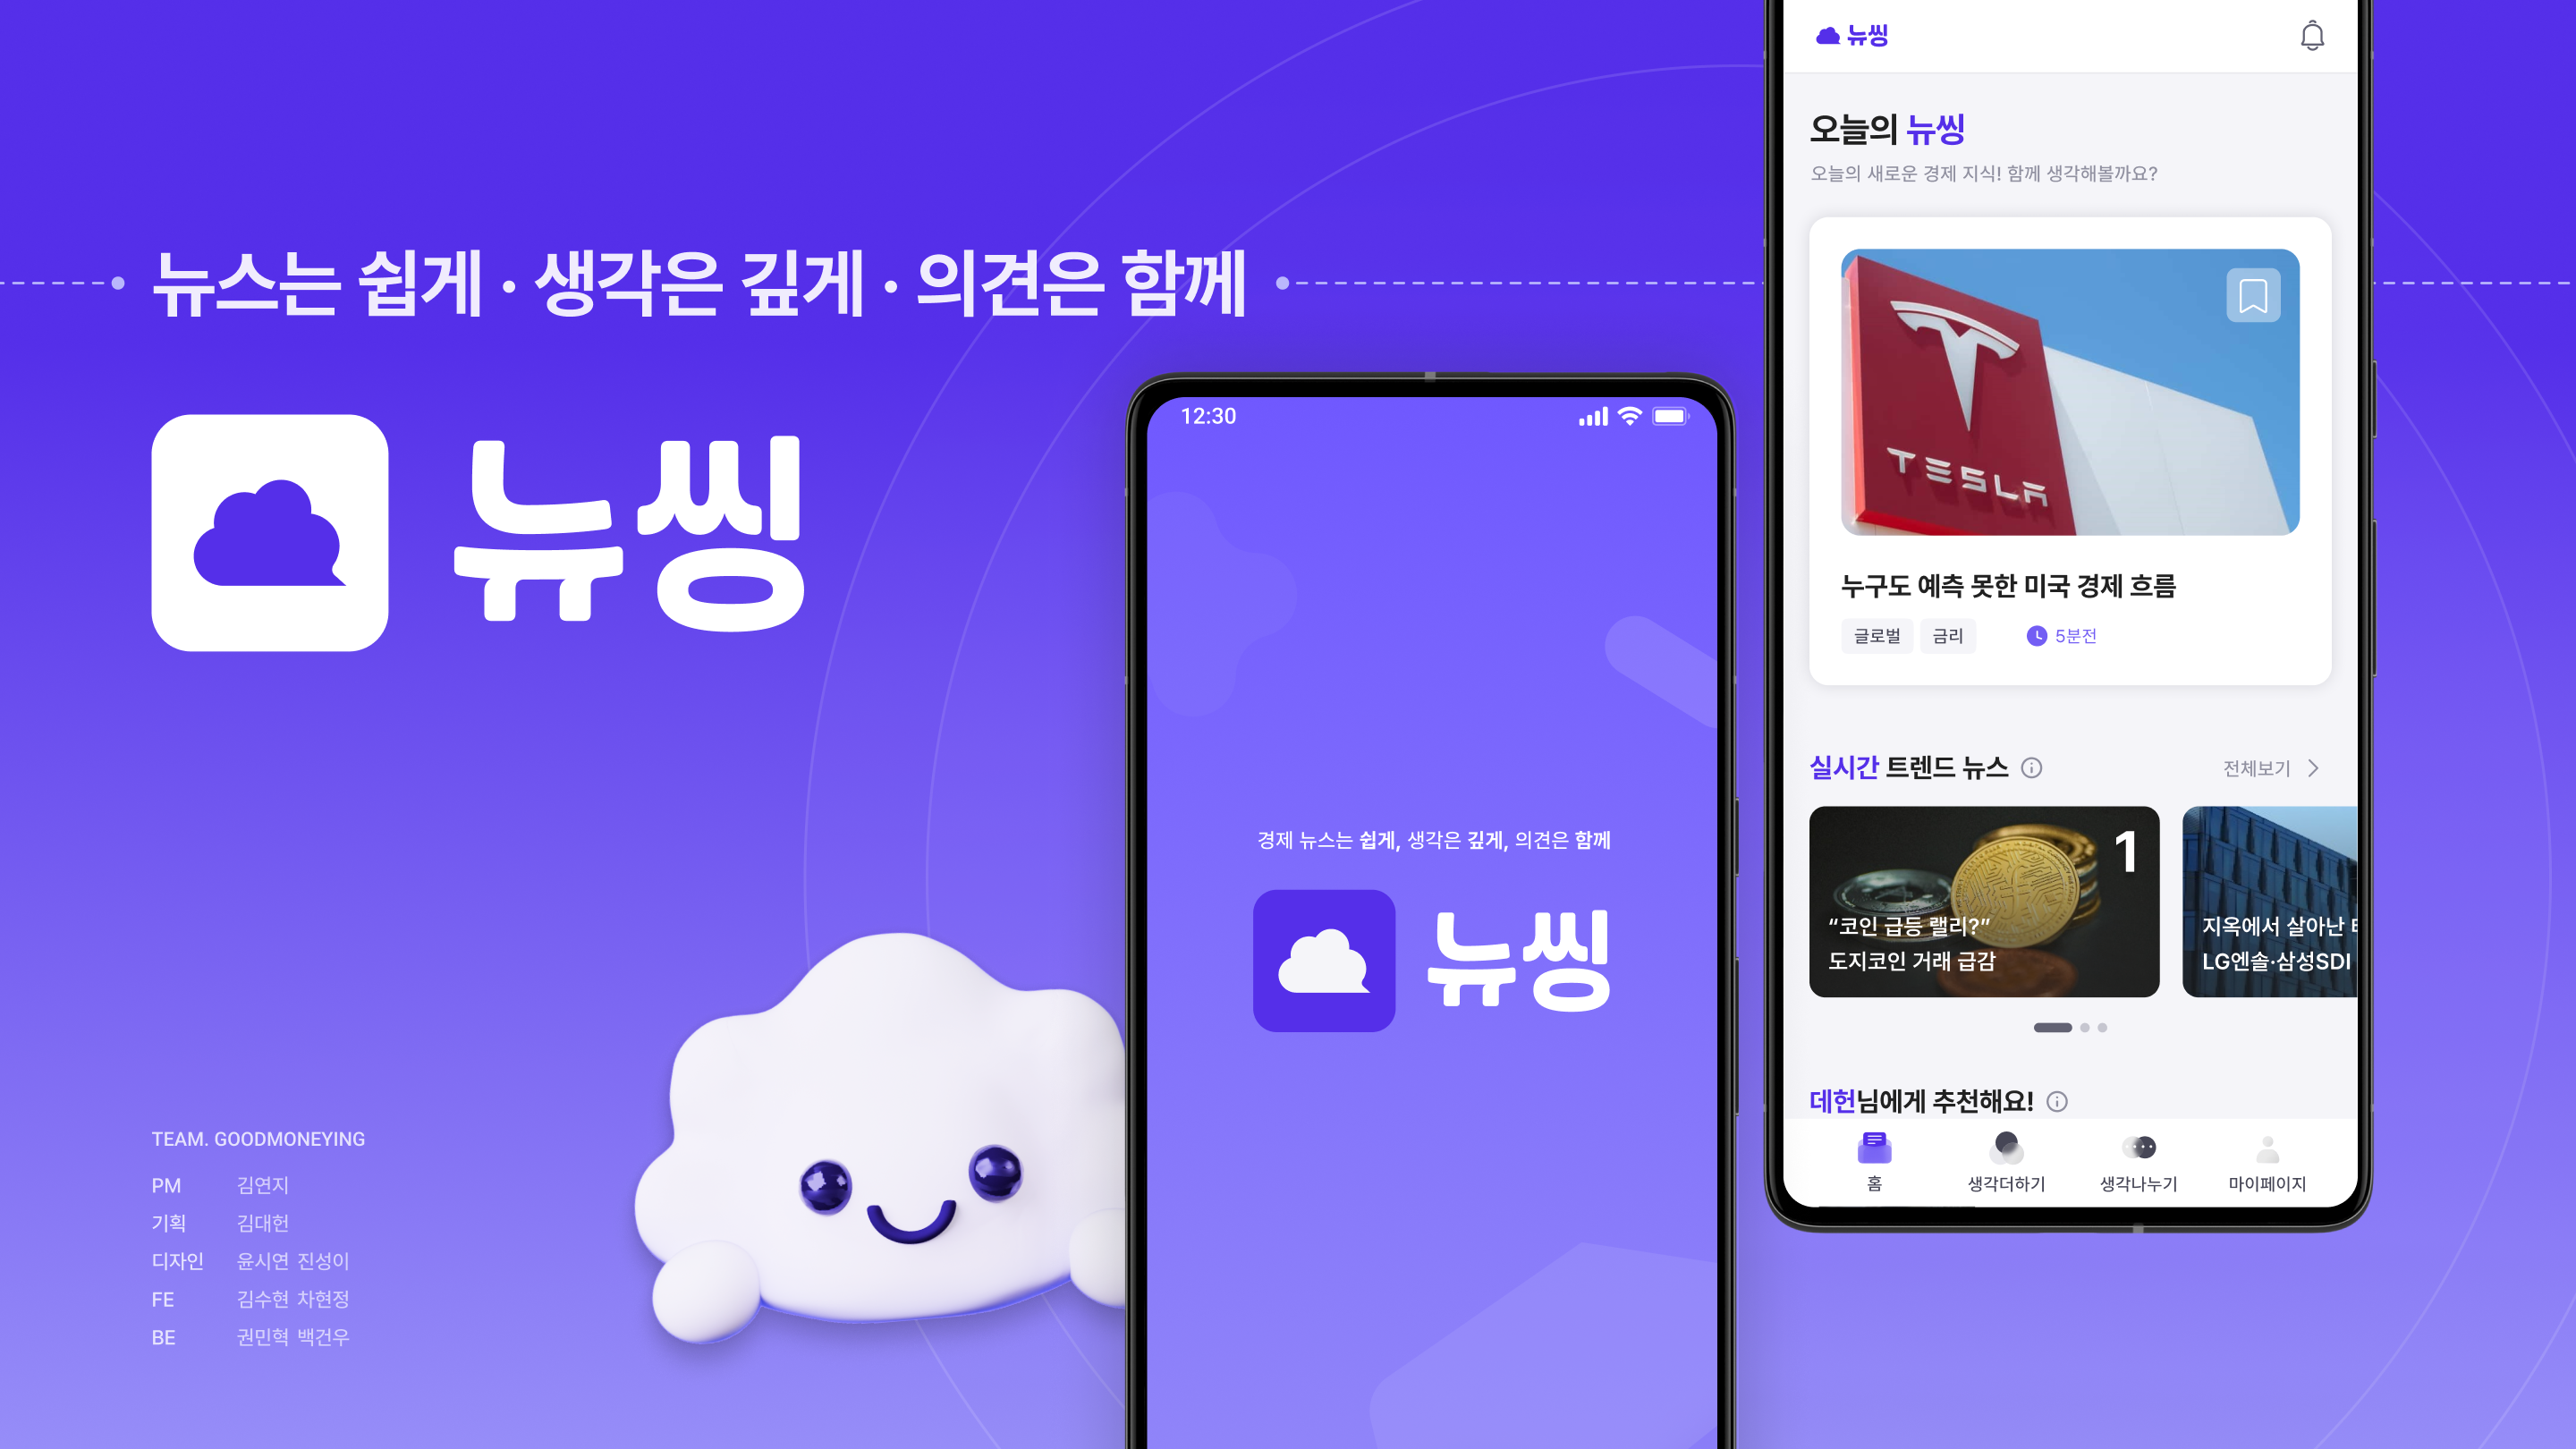 뉴스는 쉽게 · 생각은 깊게 · 의견은 함께
뉴씽
TEAM. GOODMONEYING
PM 김연지
기획 김대헌
디자인 윤시연 진성이
FE 김수현 차현정
BE 권민혁 백건우
12:30
경제 뉴스는 쉽게, 생각은 깊게, 의견은 함께
뉴씽
뉴씽
오늘의 뉴씽
오늘의 새로운 경제 지식! 함께 생각해볼까요?
TESLA
누구도 예측 못한 미국 경제 흐름
글로벌 금리 5분전
실시간 트렌드 뉴스
전체보기
1
“코인 급등 랠리?”
도지코인 거래 급감
지옥에서 살아난
LG엔솔·삼성SDI
데헌님에게 추천해요!
홈 생각더하기 생각나누기 마이페이지